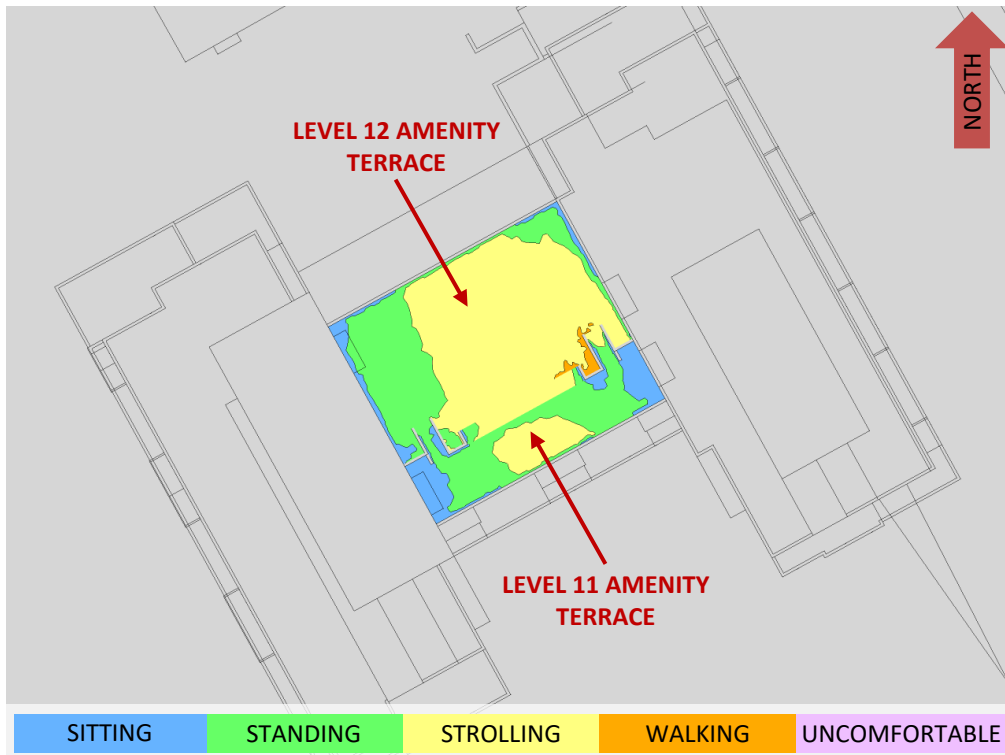 NORTH
LEVEL 12 AMENITY
TERRACE
LEVEL 11 AMENITY
TERRACE
SITTING
STANDING
STROLLING
WALKING
UNCOMFORTABLE